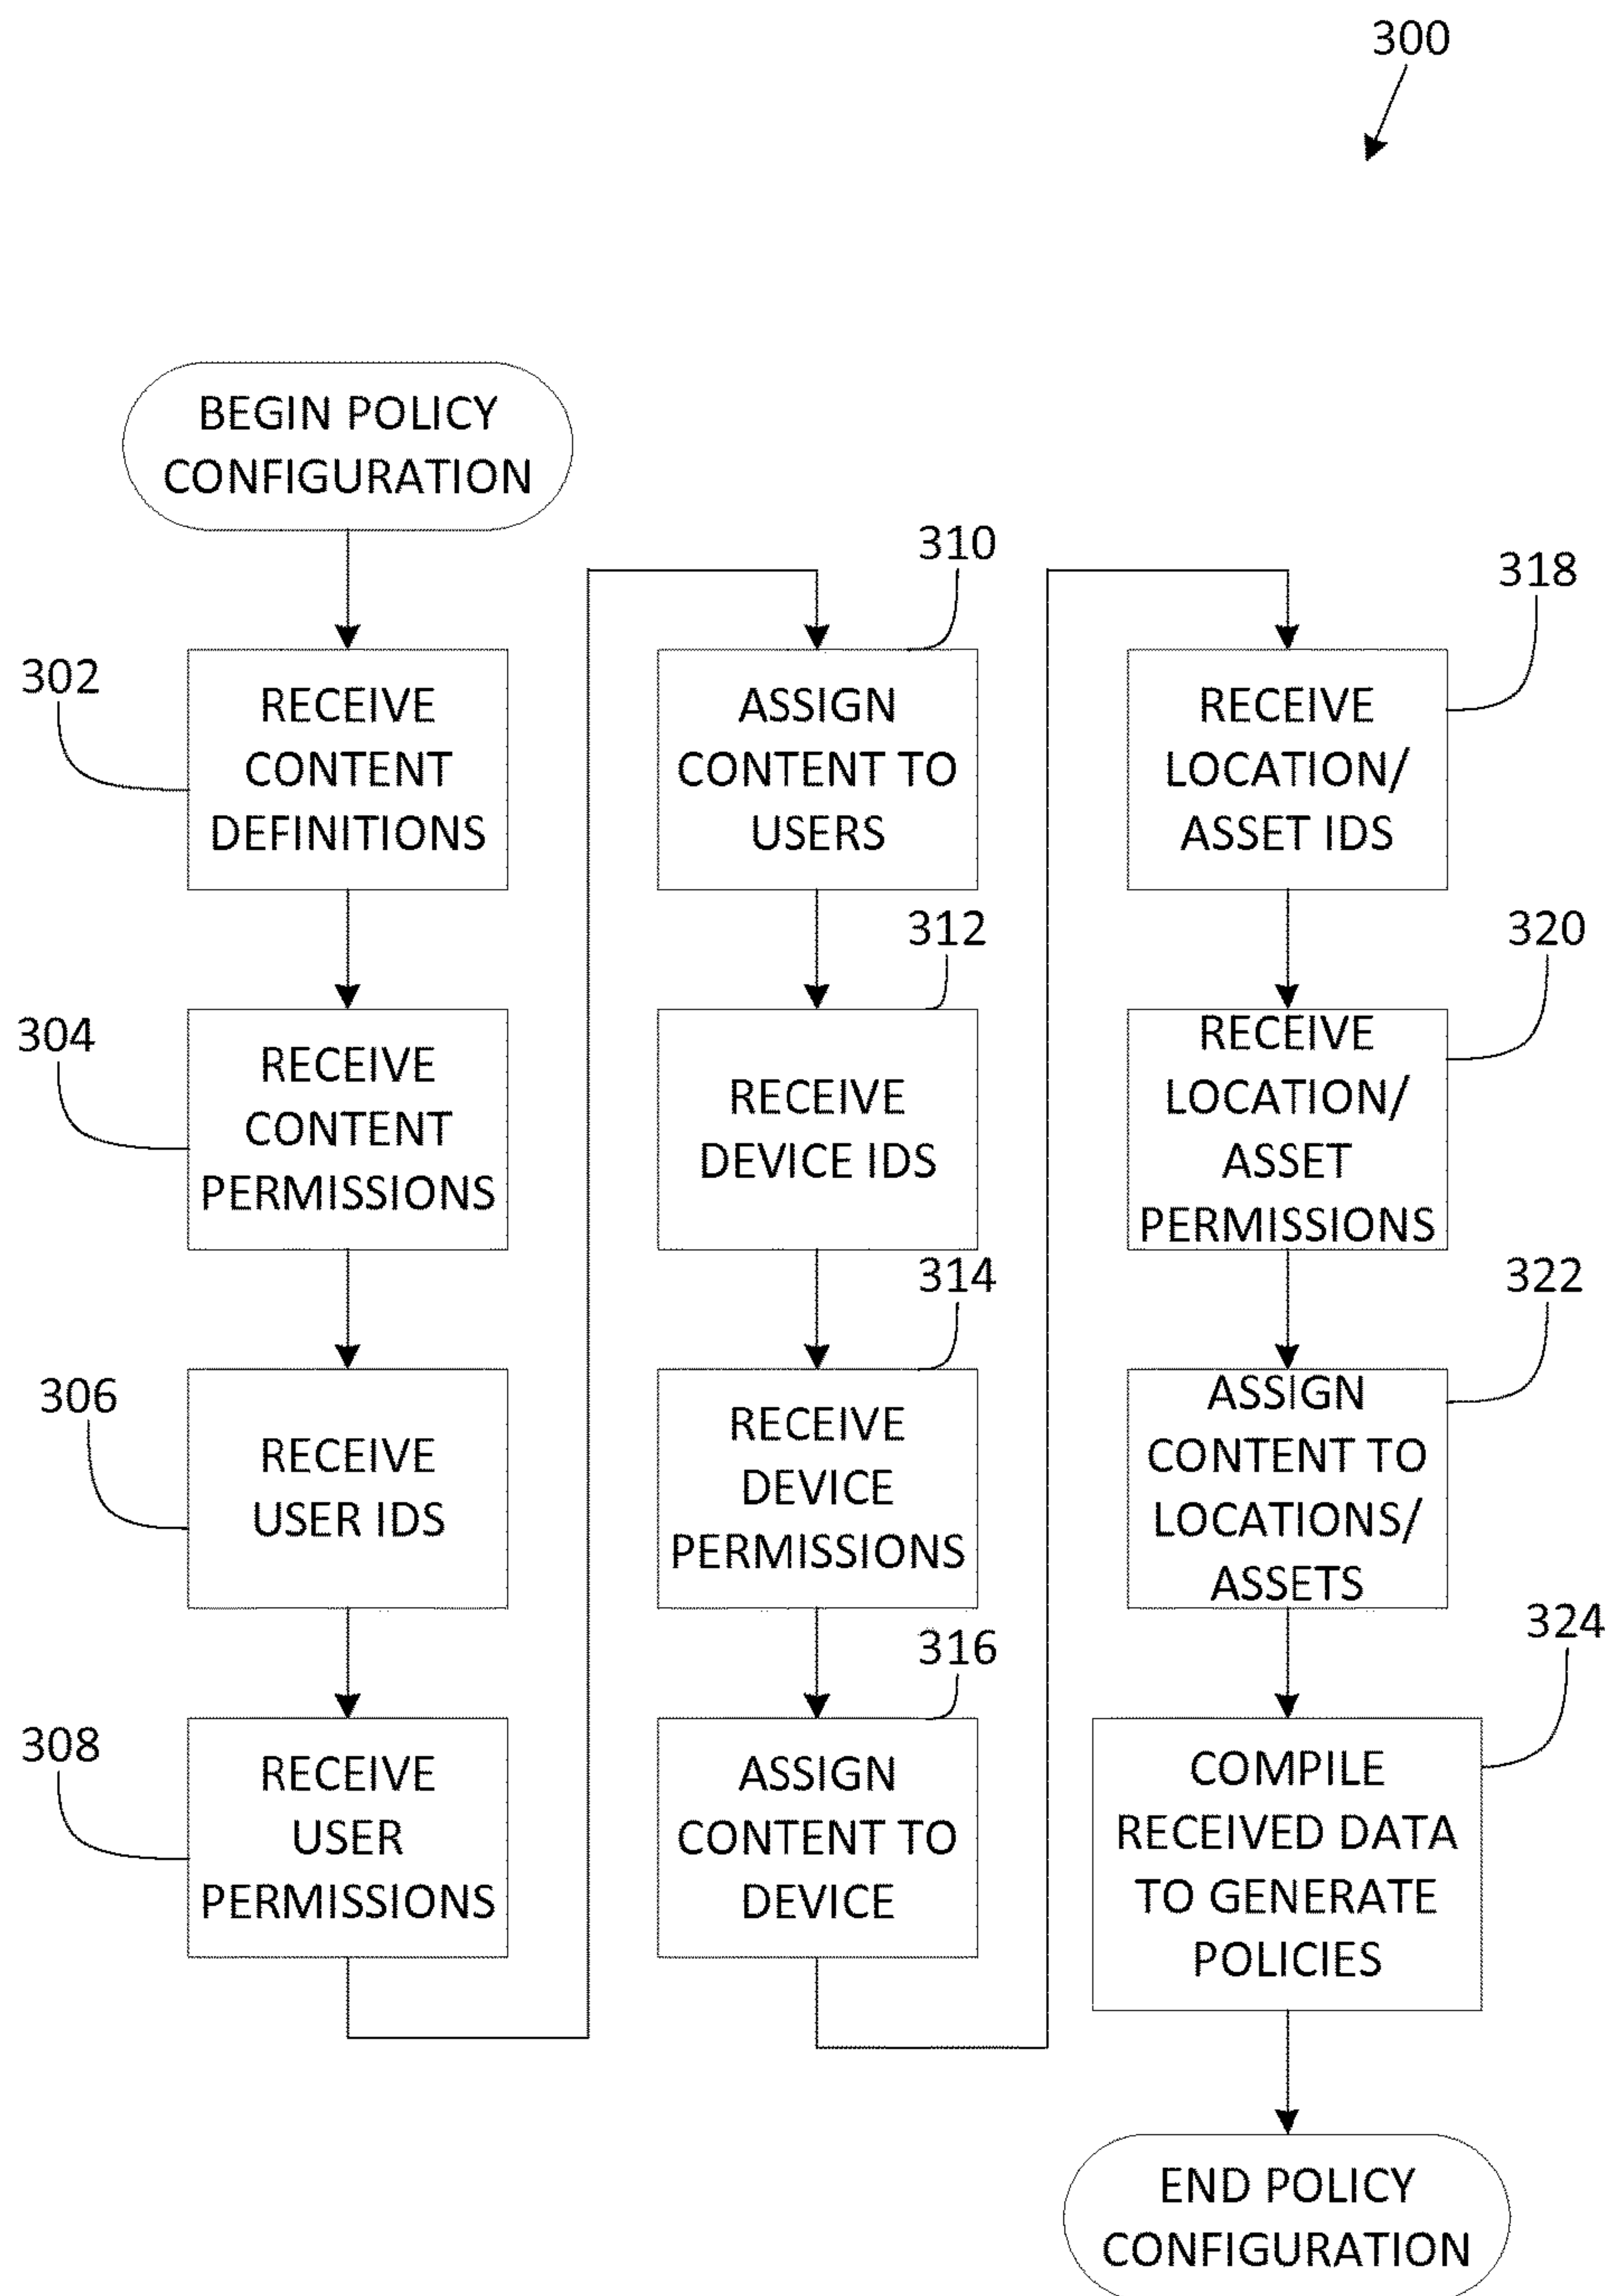 300
BEGIN POLICY
CONFIGURATION
302
RECEIVE
CONTENT
DEFINITIONS
304
RECEIVE
CONTENT
PERMISSIONS
306
RECEIVE
USER IDS
308
RECEIVE
USER
PERMISSIONS
310
ASSIGN
CONTENT TO
USERS
312
RECEIVE
DEVICE IDS
314
RECEIVE
DEVICE
PERMISSIONS
316
ASSIGN
CONTENT TO
DEVICE
318
RECEIVE
LOCATION/
ASSET IDS
320
RECEIVE
LOCATION/
ASSET
PERMISSIONS
322
ASSIGN
CONTENT TO
LOCATIONS/
ASSETS
324
COMPILE
RECEIVED DATA
TO GENERATE
POLICIES
END POLICY
CONFIGURATION